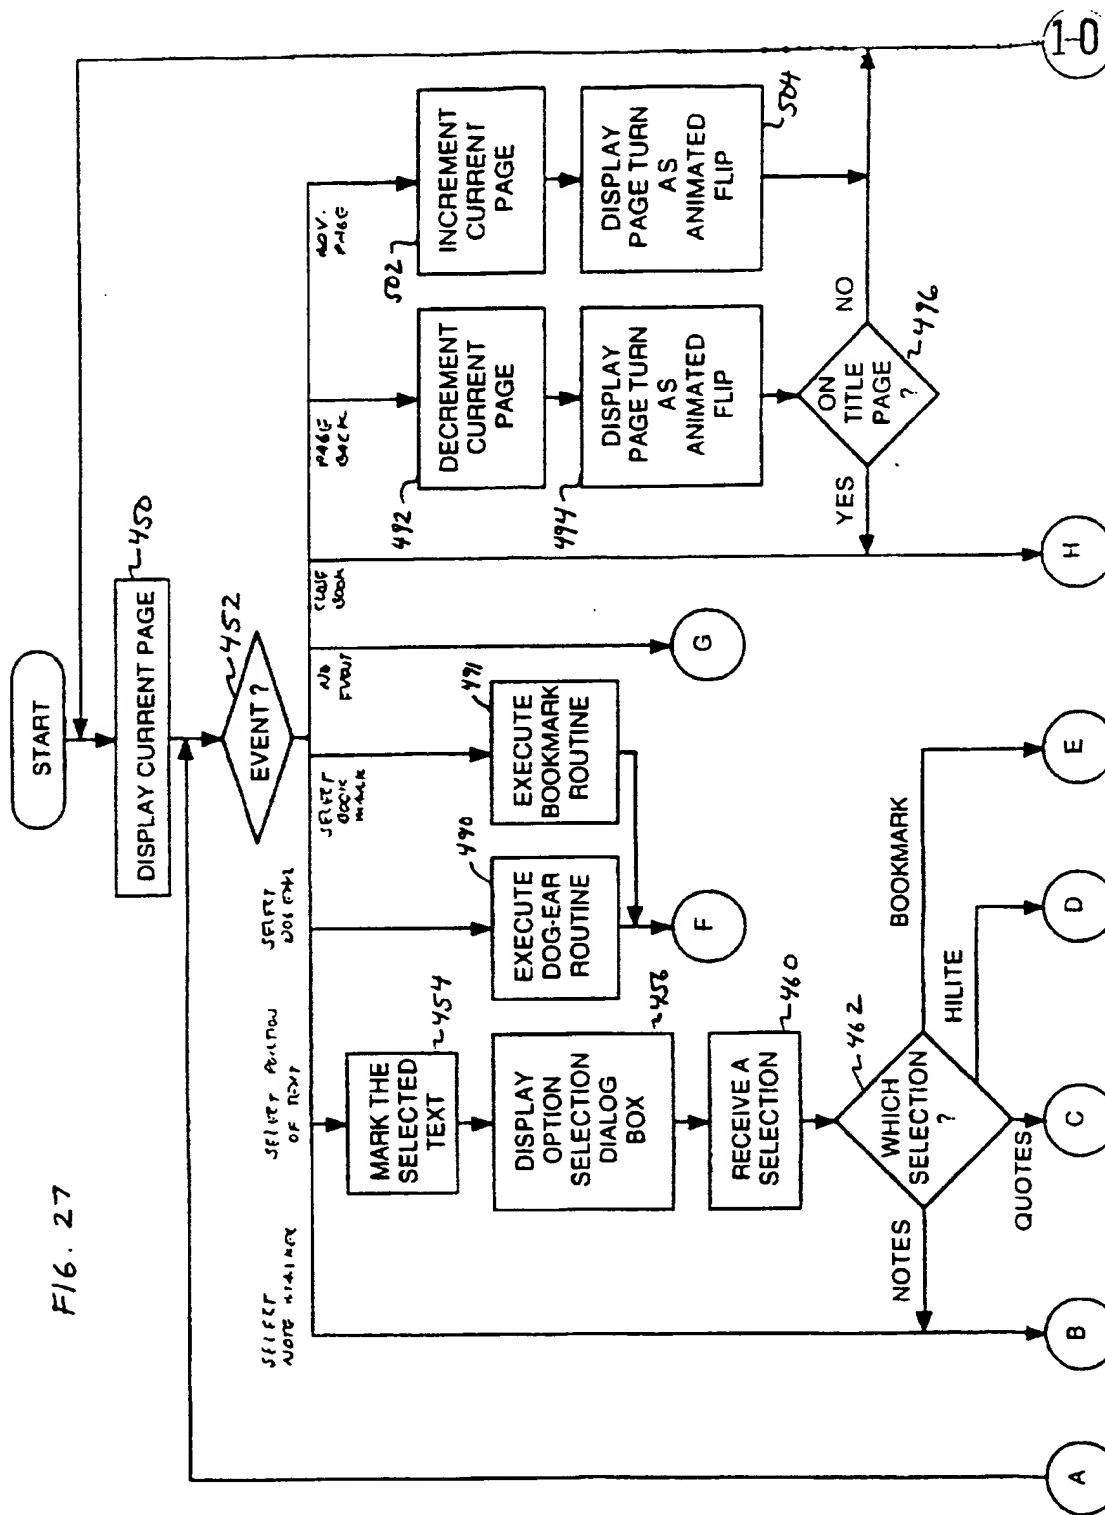 FIG. 27
START
DISPLAY CURRENT PAGE
450
EVENT?
452
SELECT
NOTE MARKER
SELECT PORTION
OF TEXT
SELECT
DOG EAR
SELECT
BOOK
MARK
NO
EVENT
CLOSE
BOOK
PAGE
BACK
ADV.
PAGE
MARK THE
SELECTED
TEXT
454
DISPLAY
OPTION
SELECTION
DIALOG
BOX
456
RECEIVE A
SELECTION
460
WHICH
SELECTION
?
462
NOTES
QUOTES
HILITE
BOOKMARK
EXECUTE
DOG-EAR
ROUTINE
490
EXECUTE
BOOKMARK
ROUTINE
491
DECREMENT
CURRENT
PAGE
492
DISPLAY
PAGE TURN
AS
ANIMATED
FLIP
494
ON
TITLE
PAGE
?
496
YES
NO
INCREMENT
CURRENT
PAGE
502
DISPLAY
PAGE TURN
AS
ANIMATED
FLIP
504
A
B
C
D
E
F
G
H
1-0